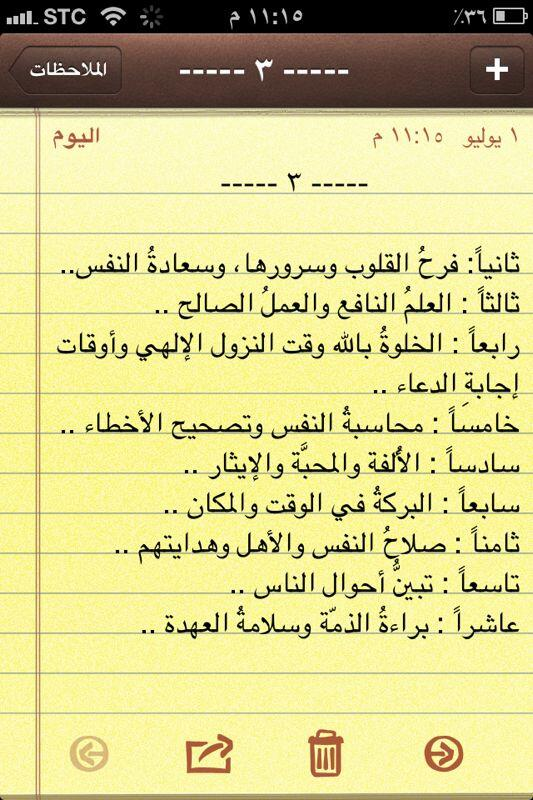 STC ١١:١٥ م ٪٣٦
الملاحظات ----- ٣ ----- +
اليوم ١ يوليو ١١:١٥ م
----- ٣ -----
ثانياً: فرحُ القلوب وسرورها، وسعادةُ النفس..
ثالثاً : العلمُ النافع والعملُ الصالح ..
رابعاً : الخلوةُ بالله وقت النزول الإلهي وأوقات
إجابة الدعاء ..
خامسَاً : محاسبةُ النفس وتصحيح الأخطاء ..
سادساً : الأُلفة والمحبَّة والإيثار ..
سابعاً : البركةُ في الوقت والمكان ..
ثامناً : صلاحُ النفس والأهل وهدايتهم ..
تاسعاً : تبينُّ أحوال الناس ..
عاشراً : براءةُ الذمّة وسلامةُ العهدة ..